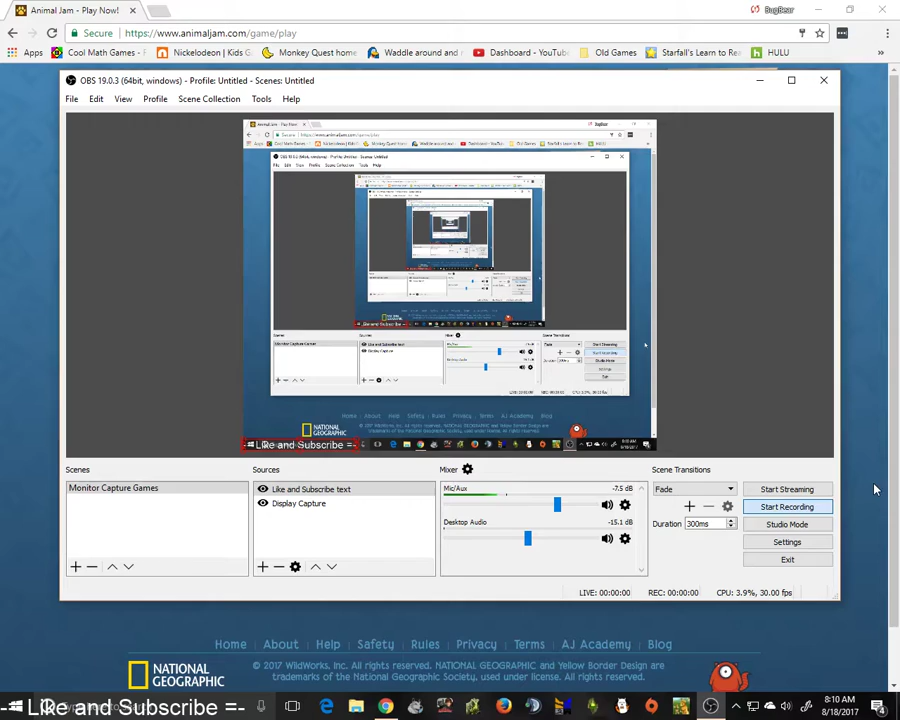 Animal Jam - Play Now!
BugBear
Secure https://www.animaljam.com/game/play
Apps Cool Math Games - Nickelodeon | Kids G Monkey Quest home Waddle around and r Dashboard - YouTube Old Games Starfall's Learn to Rea HULU
OBS 19.0.3 (64bit, windows) - Profile: Untitled - Scenes: Untitled
File Edit View Profile Scene Collection Tools Help
NATIONAL GEOGRAPHIC
Like and Subscribe =-
Scenes
Sources
Mixer
Scene Transitions
Monitor Capture Games
Like and Subscribe text
Display Capture
Mic/Aux -7.5 dB
Desktop Audio -15.1 dB
Fade
Duration 300ms
Start Streaming
Start Recording
Studio Mode
Settings
Exit
LIVE: 00:00:00 REC: 00:00:00 CPU: 3.9%, 30.00 fps
Home About Help Safety Rules Privacy Terms AJ Academy Blog
NATIONAL GEOGRAPHIC
© 2017 WildWorks, Inc. All rights reserved. NATIONAL GEOGRAPHIC and Yellow Border Design are
trademarks of the National Geographic Society, used under license. All rights reserved.
Like and Subscribe =-
8:10 AM
8/18/2017